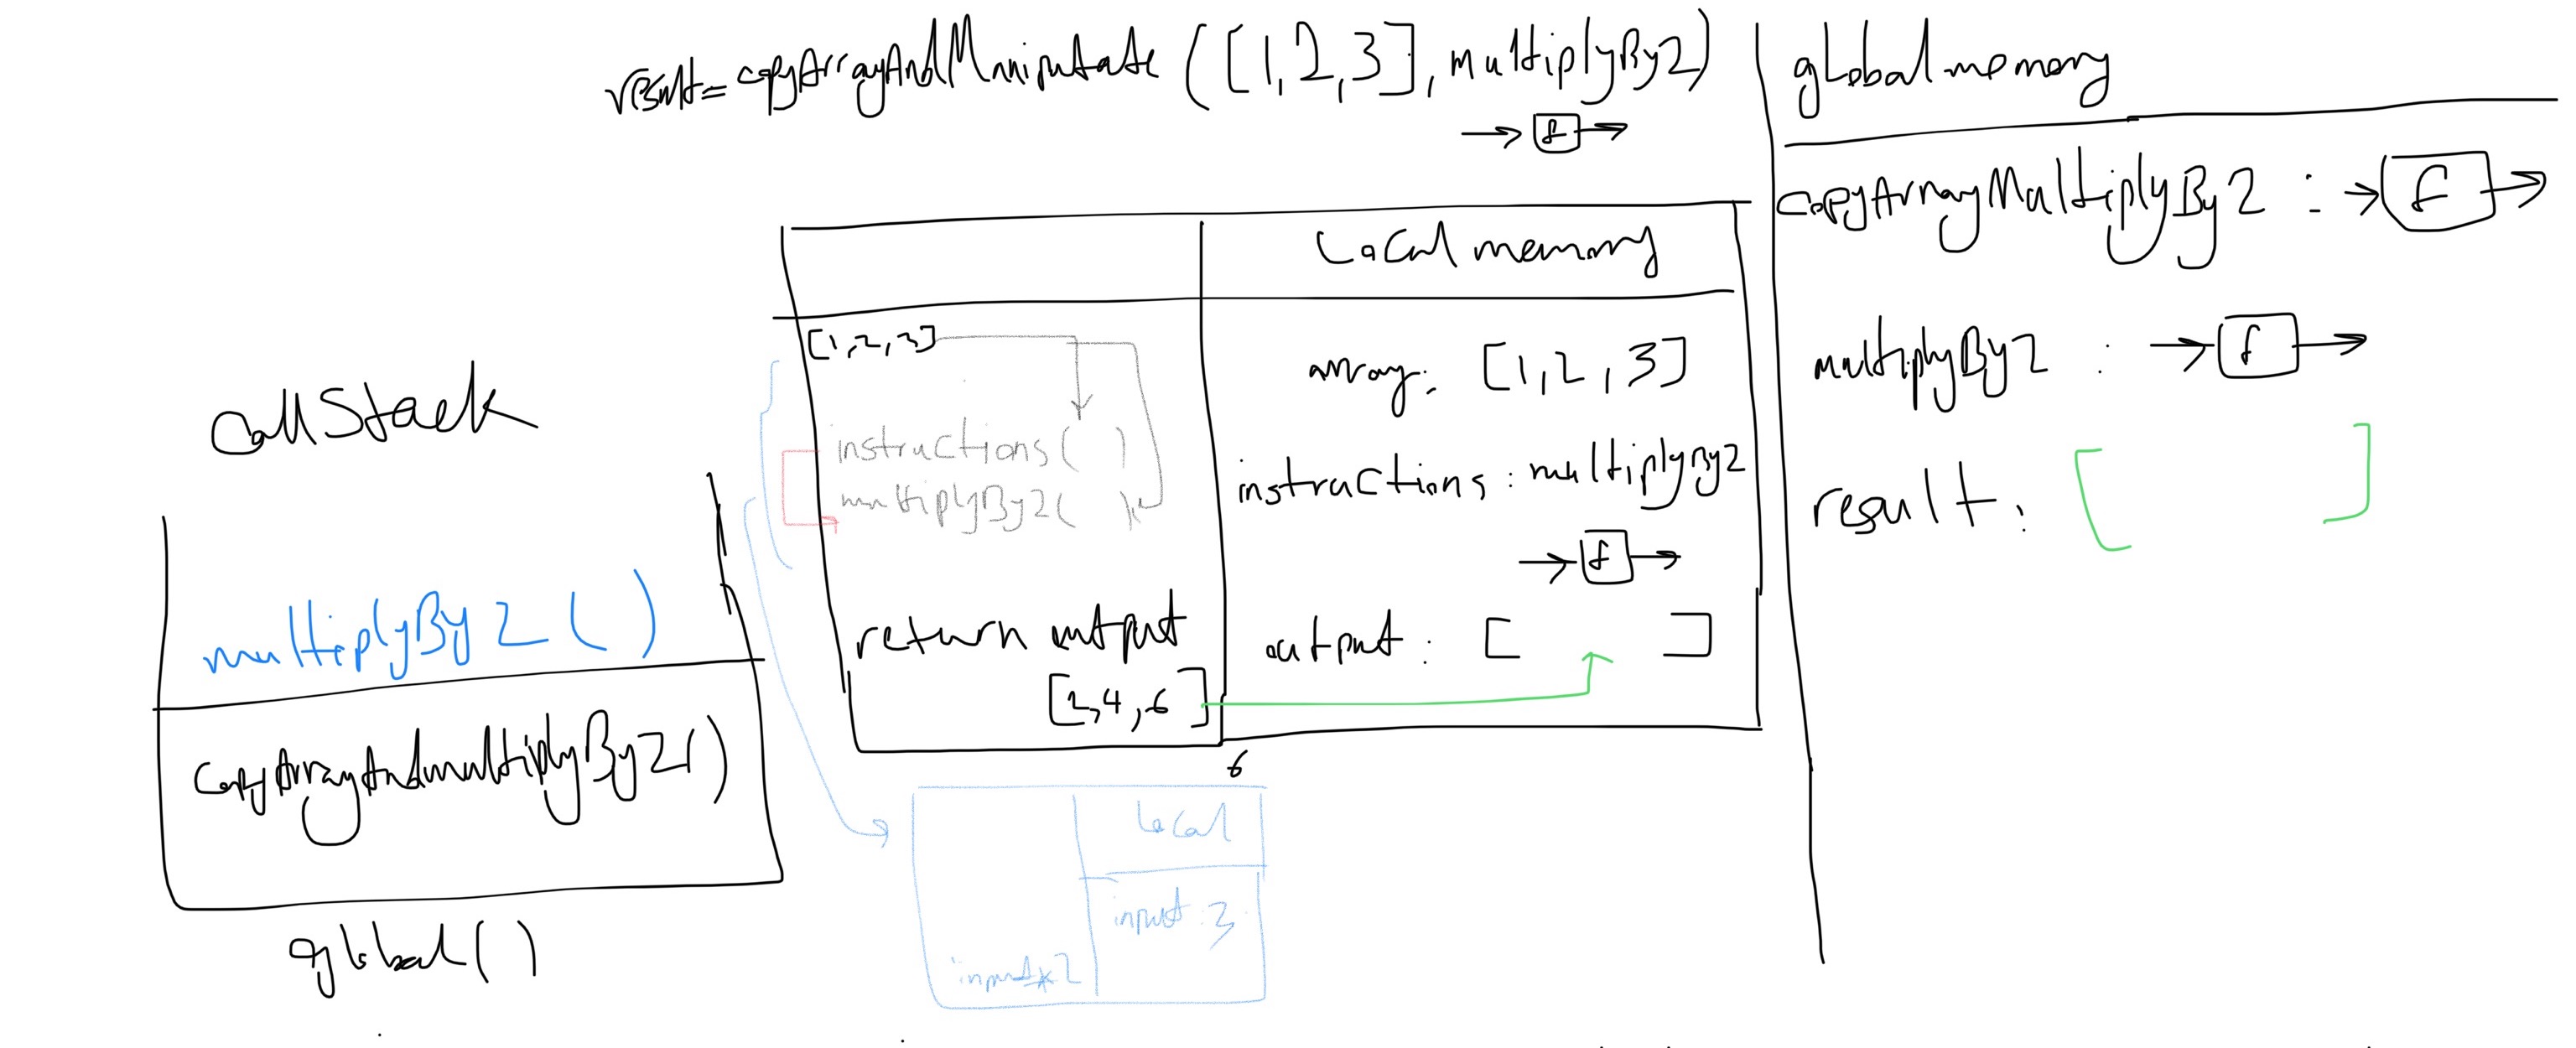 result = copyArrayAndManipulate ([1,2,3], multiplyBy2)
f
global memory
copyArrayMultiplyBy2 : f
multiplyBy2 : f
result : [ ]
Local memory
[1,2,3]
array: [1,2,3]
instructions ( )
multiplyBy2 ( )
instructions : multiplyBy2
f
return output
[2,4,6]
output : [ ]
6
Local
input : 3
input*2
Call Stack
multiplyBy2 ( )
CopyArrayAndmultiplyBy2()
global()